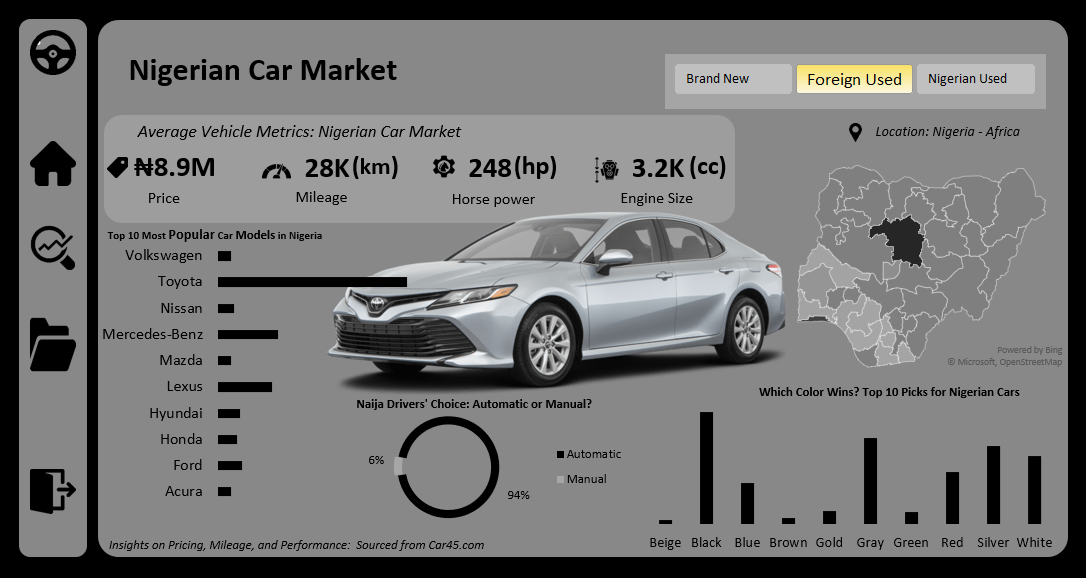 Nigerian Car Market
Brand New
Foreign Used
Nigerian Used
Average Vehicle Metrics: Nigerian Car Market
₦8.9M
28K (km)
248 (hp)
3.2K (cc)
Price
Mileage
Horse power
Engine Size
Location: Nigeria - Africa
Powered by Bing
© Microsoft, OpenStreetMap
Top 10 Most Popular Car Models in Nigeria
Volkswagen
Toyota
Nissan
Mercedes-Benz
Mazda
Lexus
Hyundai
Honda
Ford
Acura
Naija Drivers' Choice: Automatic or Manual?
6%
94%
Automatic
Manual
Which Color Wins? Top 10 Picks for Nigerian Cars
Beige Black Blue Brown Gold Gray Green Red Silver White
Insights on Pricing, Mileage, and Performance: Sourced from Car45.com